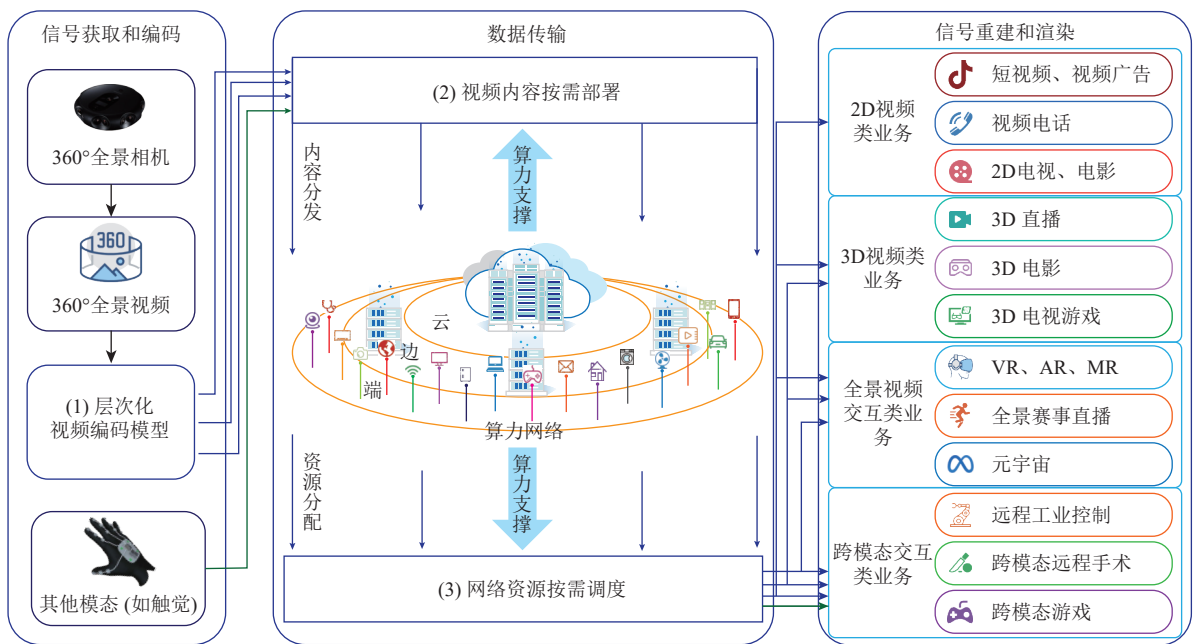 信号获取和编码
360°全景相机
360
360°全景视频
(1) 层次化
视频编码模型
其他模态 (如触觉)
数据传输
(2) 视频内容按需部署
内容分发
算力支撑
云
边
端
算力网络
资源分配
算力支撑
(3) 网络资源按需调度
信号重建和渲染
2D视频
类业务
短视频、视频广告
视频电话
2D电视、电影
3D视频类
业务
3D 直播
3D 电影
3D 电视游戏
全景视频
交互类业
务
VR、AR、MR
全景赛事直播
元宇宙
跨模态交互
类业务
远程工业控制
跨模态远程手术
跨模态游戏